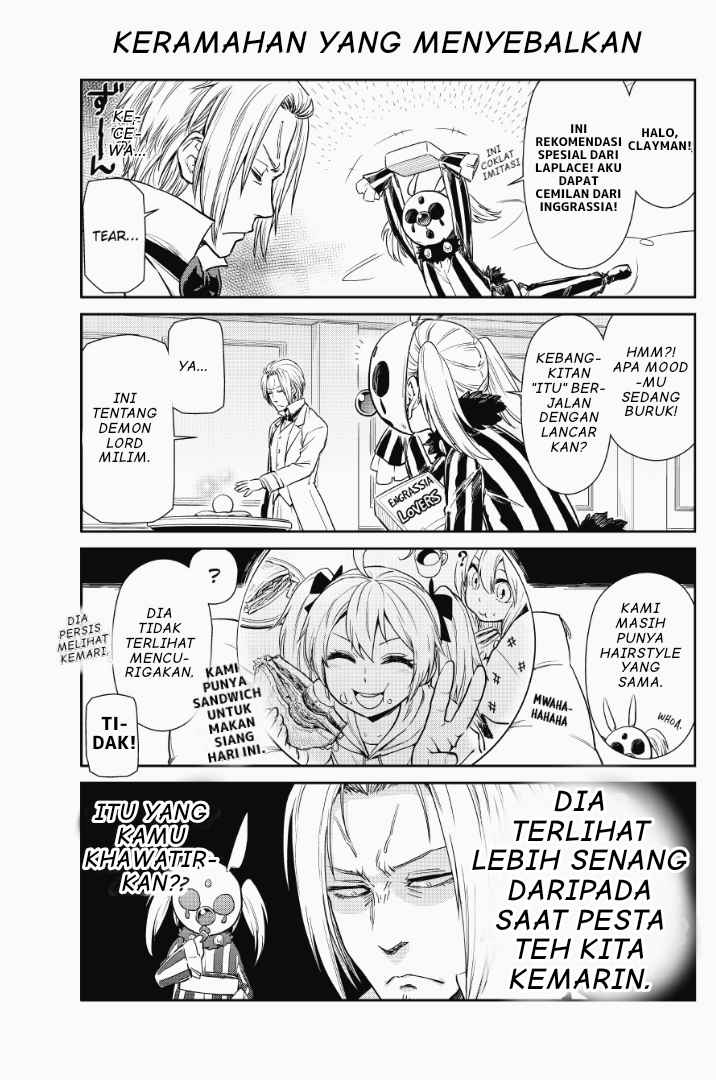 KERAMAHAN YANG MENYEBALKAN
HALO,
CLAYMAN!
INI
REKOMENDASI
SPESIAL DARI
LAPLACE! AKU
DAPAT
CEMILAN DARI
INGGRASSIA!
INI
COKLAT
IMITASI
ずーん
KE-
CE-
WA...
TEAR...
HMM?!
APA MOOD
-MU
SEDANG
BURUK!
KEBANG-
KITAN
"ITU" BER-
JALAN
DENGAN
LANCAR
KAN?
ENGRASSIA
LOVERS
YA...
INI
TENTANG
DEMON
LORD
MILIM.
KAMI
MASIH
PUNYA
HAIRSTYLE
YANG
SAMA.
WHOA.
MWAHA-
HAHAHA
?
KAMI
PUNYA
SANDWICH
UNTUK
MAKAN
SIANG
HARI INI.
DIA
TIDAK
TERLIHAT
MENCU-
RIGAKAN.
DIA
PERSIS
MELIHAT
KEMARI.
TI-
DAK!
DIA
TERLIHAT
LEBIH SENANG
DARIPADA
SAAT PESTA
TEH KITA
KEMARIN.
ITU YANG
KAMU
KHAWATIR-
KAN??